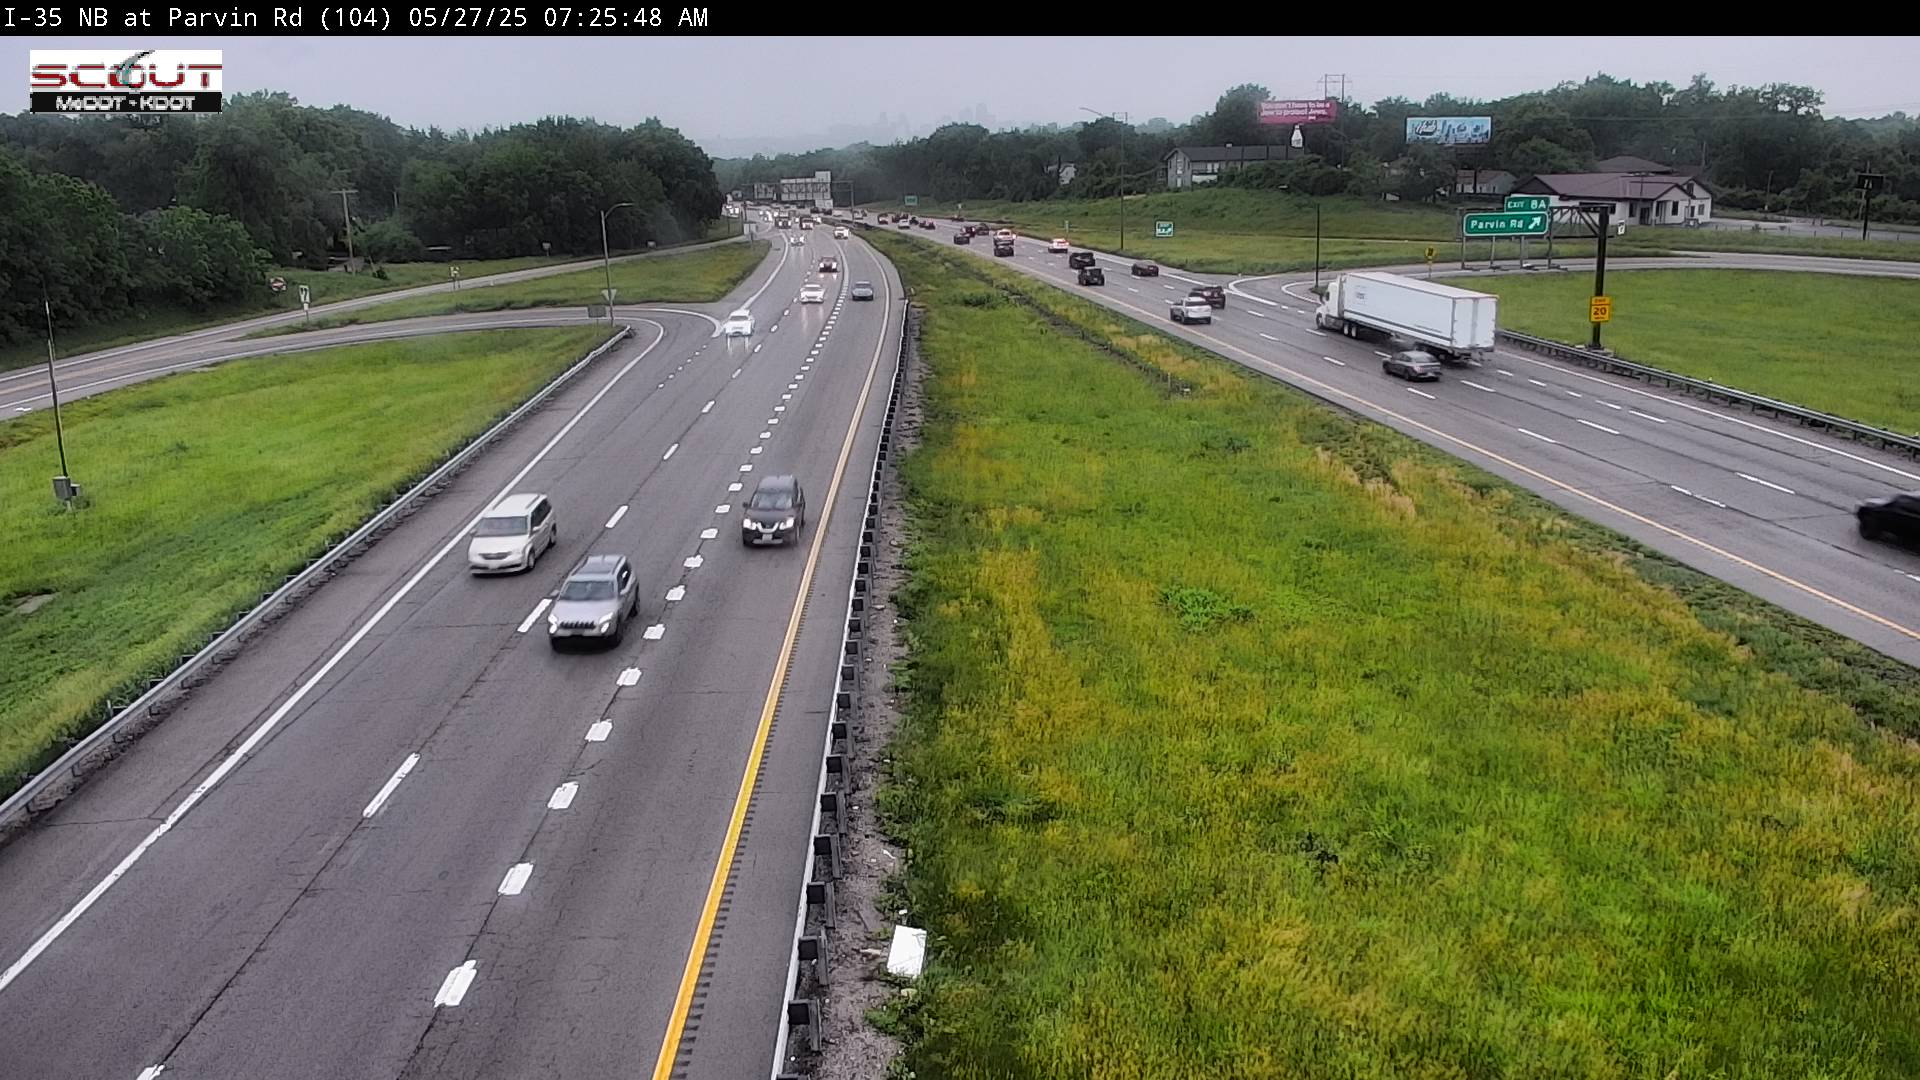 I-35 NB at Parvin Rd (104) 05/27/25 07:25:48 AM
SCOUT
MoDOT - KDOT
EXIT 8A
Parvin Rd
EXIT
20